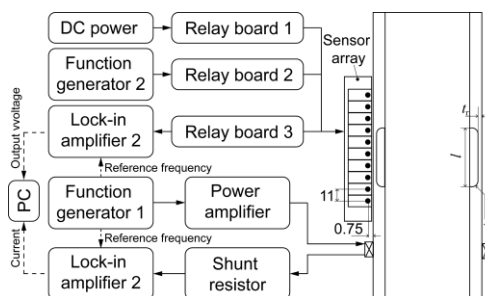 DC power
Relay board 1
Sensor
array
Function
generator 2
Relay board 2
Lock-in
amplifier 2
Relay board 3
Output vvoltage
Reference frequency
PC
Function
generator 1
Power
amplifier
11
0.75
l
Reference frequency
Current
Lock-in
amplifier 2
Shunt
resistor